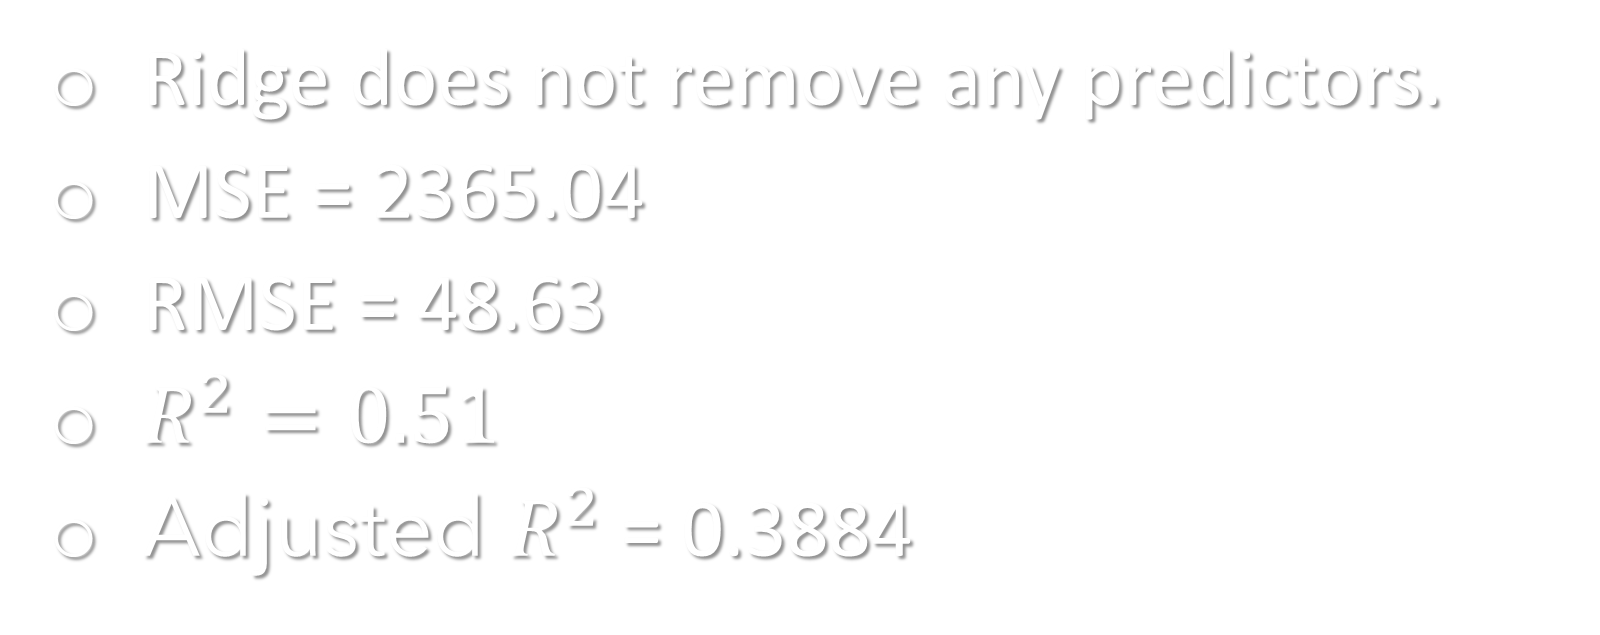 o Ridge does not remove any predictors.
o MSE = 2365.04
o RMSE = 48.63
o R² = 0.51
o Adjusted R² = 0.3884